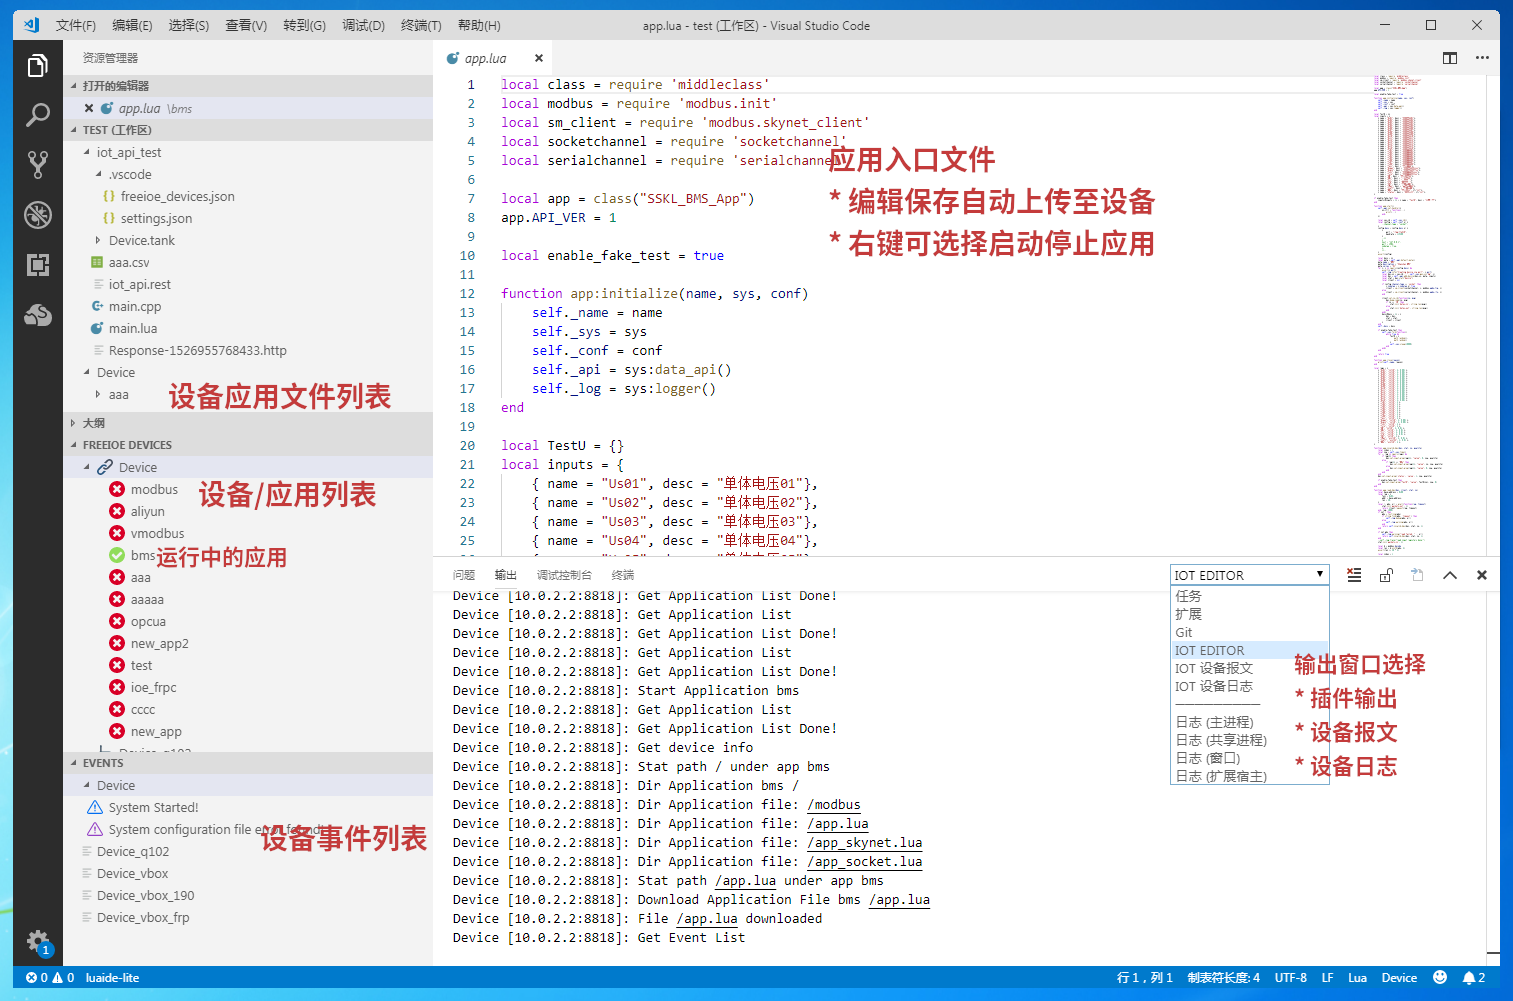 文件(F) 编辑(E) 选择(S) 查看(V) 转到(G) 调试(D) 终端(T) 帮助(H)
app.lua - test (工作区) - Visual Studio Code
资源管理器
打开的编辑器
app.lua \bms
TEST (工作区)
iot_api_test
.vscode
{} freeioe_devices.json
{} settings.json
Device.tank
aaa.csv
iot_api.rest
main.cpp
main.lua
Response-1526955768433.http
Device
aaa
设备应用文件列表
大纲
FREEIOE DEVICES
Device
modbus
设备/应用列表
aliyun
vmodbus
bms
运行中的应用
aaa
aaaaa
opcua
new_app2
test
ioe_frpc
cccc
new_app
Device_q102
EVENTS
Device
System Started!
System configuration file error found!
设备事件列表
Device_q102
Device_vbox
Device_vbox_190
Device_vbox_frp
1
app.lua
1 local class = require 'middleclass'
2 local modbus = require 'modbus.init'
3 local sm_client = require 'modbus.skynet_client'
4 local socketchannel = require 'socketchannel'
5 local serialchannel = require 'serialchannel'
6
7 local app = class("SSKL_BMS_App")
8 app.API_VER = 1
9
10 local enable_fake_test = true
11
12 function app:initialize(name, sys, conf)
13 self._name = name
14 self._sys = sys
15 self._conf = conf
16 self._api = sys:data_api()
17 self._log = sys:logger()
18 end
19
20 local TestU = {}
21 local inputs = {
22 { name = "Us01", desc = "单体电压01"},
23 { name = "Us02", desc = "单体电压02"},
24 { name = "Us03", desc = "单体电压03"},
25 { name = "Us04", desc = "单体电压04"},
应用入口文件
* 编辑保存自动上传至设备
* 右键可选择启动停止应用
问题 输出 调试控制台 终端
IOT EDITOR
任务
扩展
Git
IOT EDITOR
IOT 设备报文
IOT 设备日志
日志 (主进程)
日志 (共享进程)
日志 (窗口)
日志 (扩展宿主)
输出窗口选择
* 插件输出
* 设备报文
* 设备日志
Device [10.0.2.2:8818]: Get Application List Done!
Device [10.0.2.2:8818]: Get Application List
Device [10.0.2.2:8818]: Get Application List Done!
Device [10.0.2.2:8818]: Get Application List
Device [10.0.2.2:8818]: Get Application List Done!
Device [10.0.2.2:8818]: Start Application bms
Device [10.0.2.2:8818]: Get Application List
Device [10.0.2.2:8818]: Get Application List Done!
Device [10.0.2.2:8818]: Get device info
Device [10.0.2.2:8818]: Stat path / under app bms
Device [10.0.2.2:8818]: Dir Application bms /
Device [10.0.2.2:8818]: Dir Application file: /modbus
Device [10.0.2.2:8818]: Dir Application file: /app.lua
Device [10.0.2.2:8818]: Dir Application file: /app_skynet.lua
Device [10.0.2.2:8818]: Dir Application file: /app_socket.lua
Device [10.0.2.2:8818]: Stat path /app.lua under app bms
Device [10.0.2.2:8818]: Download Application File bms /app.lua
Device [10.0.2.2:8818]: File /app.lua downloaded
Device [10.0.2.2:8818]: Get Event List
0 0 luaide-lite
行 1，列 1 制表符长度: 4 UTF-8 LF Lua Device 2